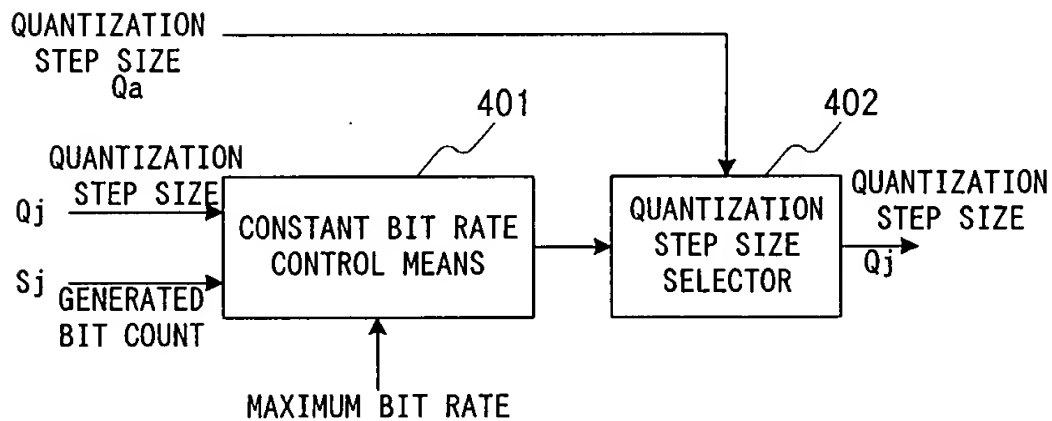 QUANTIZATION
STEP SIZE
Qa
401
402
QUANTIZATION
STEP SIZE
Qj
Sj
GENERATED
BIT COUNT
CONSTANT BIT RATE
CONTROL MEANS
MAXIMUM BIT RATE
QUANTIZATION
STEP SIZE
SELECTOR
QUANTIZATION
STEP SIZE
Qj